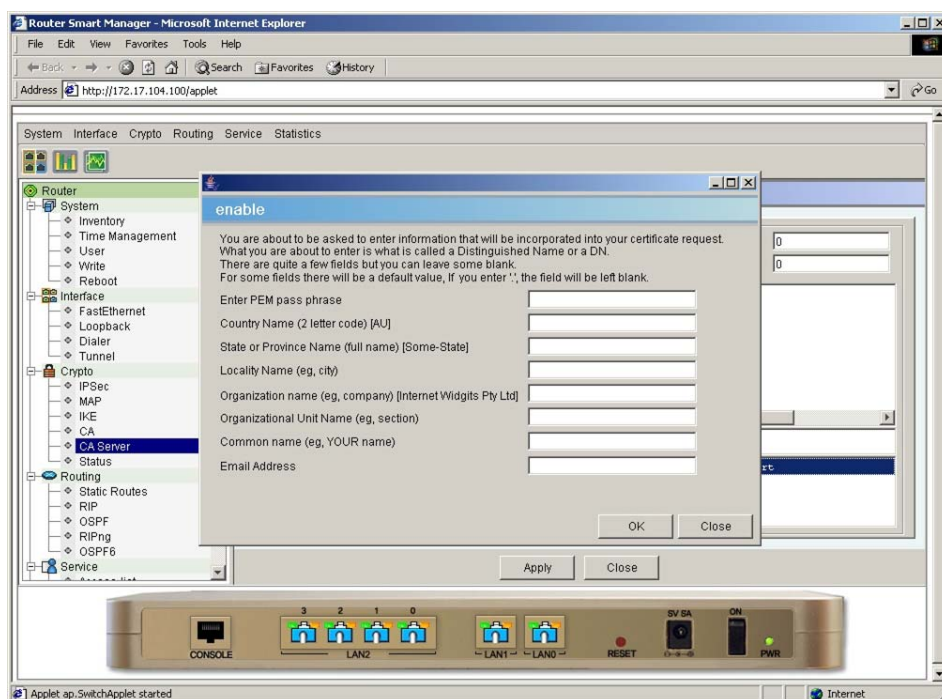 Router Smart Manager - Microsoft Internet Explorer
File Edit View Favorites Tools Help
Back Search Favorites History
Address http://172.17.104.100/applet Go
System Interface Crypto Routing Service Statistics
Router
System
Inventory
Time Management
User
Write
Reboot
Interface
FastEthernet
Loopback
Dialer
Tunnel
Crypto
IPSec
MAP
IKE
CA
CA Server
Status
Routing
Static Routes
RIP
OSPF
RIPng
OSPF6
Service
enable
You are about to be asked to enter information that will be incorporated into your certificate request.
What you are about to enter is what is called a Distinguished Name or a DN.
There are quite a few fields but you can leave some blank.
For some fields there will be a default value, If you enter '.', the field will be left blank.
Enter PEM pass phrase
Country Name (2 letter code) [AU]
State or Province Name (full name) [Some-State]
Locality Name (eg, city)
Organization name (eg, company) [Internet Widgits Pty Ltd]
Organizational Unit Name (eg, section)
Common name (eg, YOUR name)
Email Address
OK Close
0
0
rt
Apply Close
3 2 1 0 5V 5A ON
CONSOLE LAN2 LAN1 LAN0 RESET PWR
Applet ap.SwitchApplet started Internet